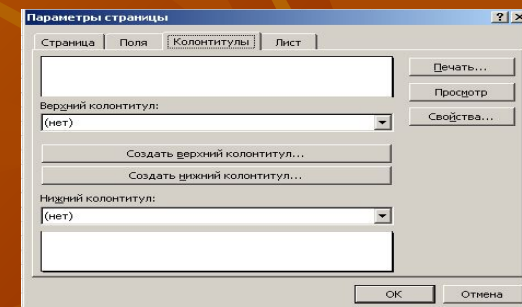 Параметры страницы
Страница Поля Колонтитулы Лист
Печать...
Просмотр
Верхний колонтитул:
(нет)
Свойства...
Создать верхний колонтитул...
Создать нижний колонтитул...
Нижний колонтитул:
(нет)
ОК Отмена